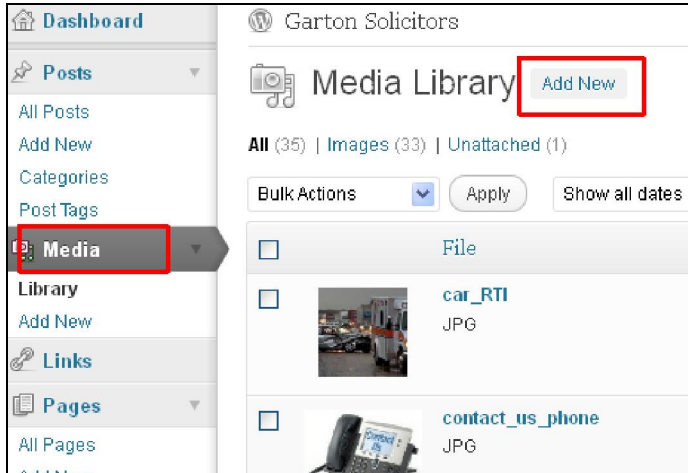 Dashboard
Posts
All Posts
Add New
Categories
Post Tags
Media
Library
Add New
Links
Pages
All Pages
Garton Solicitors
Media Library Add New
All (35) | Images (33) | Unattached (1)
Bulk Actions Apply Show all dates
File
car_RTI
JPG
contact_us_phone
JPG